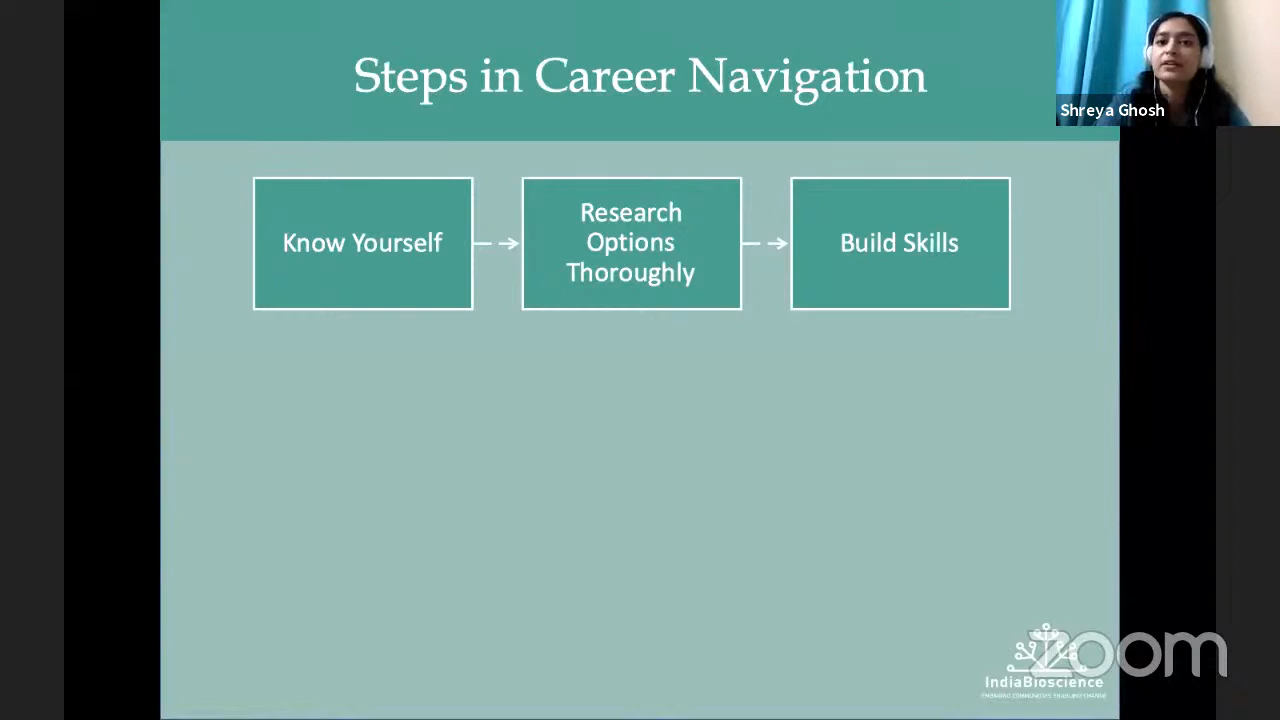 Steps in Career Navigation
Shreya Ghosh
Know Yourself
Research
Options
Thoroughly
Build Skills
zoom
IndiaBioscience